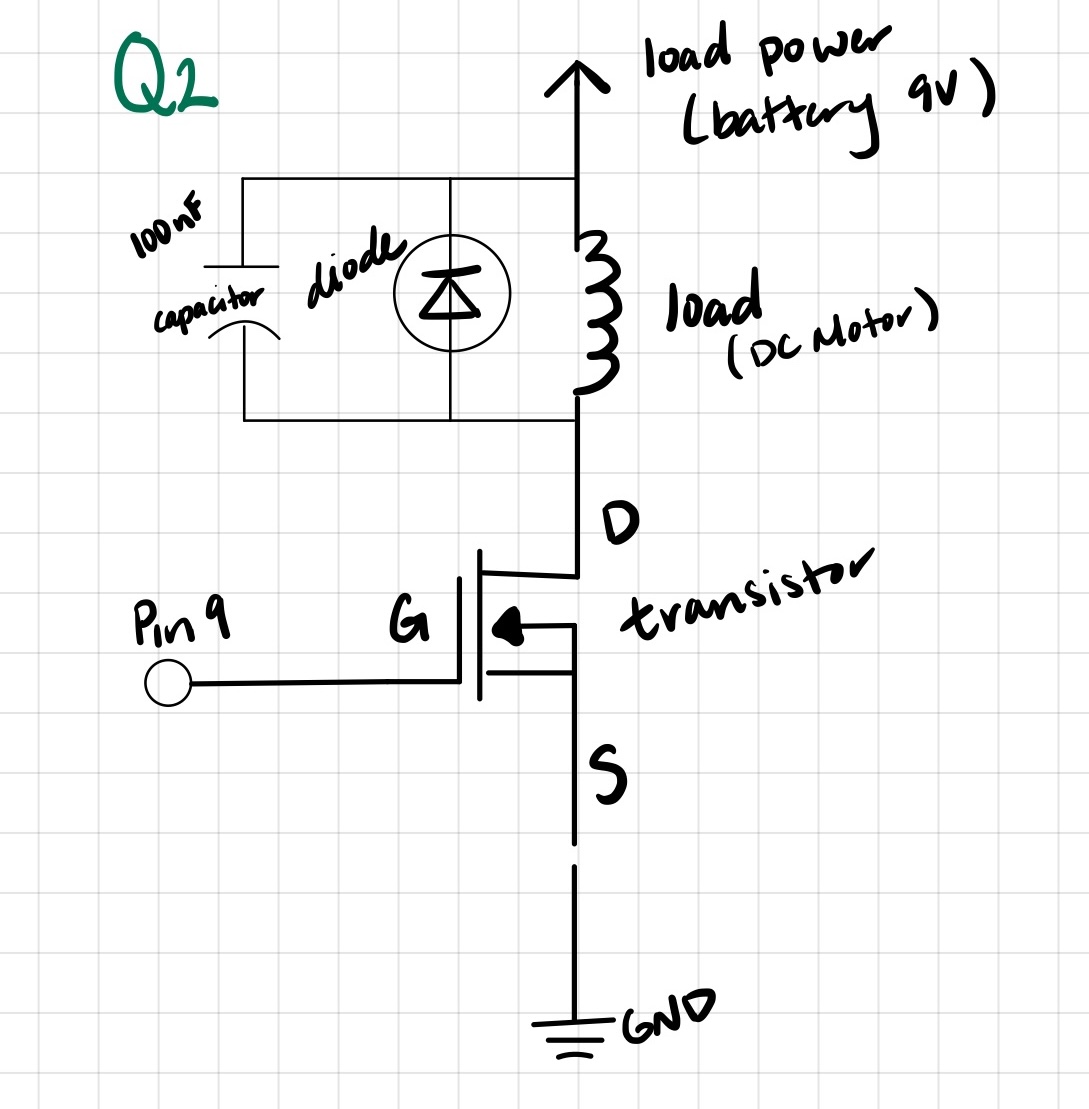 Q2
load power
(battery 9V)
100nF
capacitor
diode
load
(DC Motor)
D
transistor
Pin 9
G
S
GND